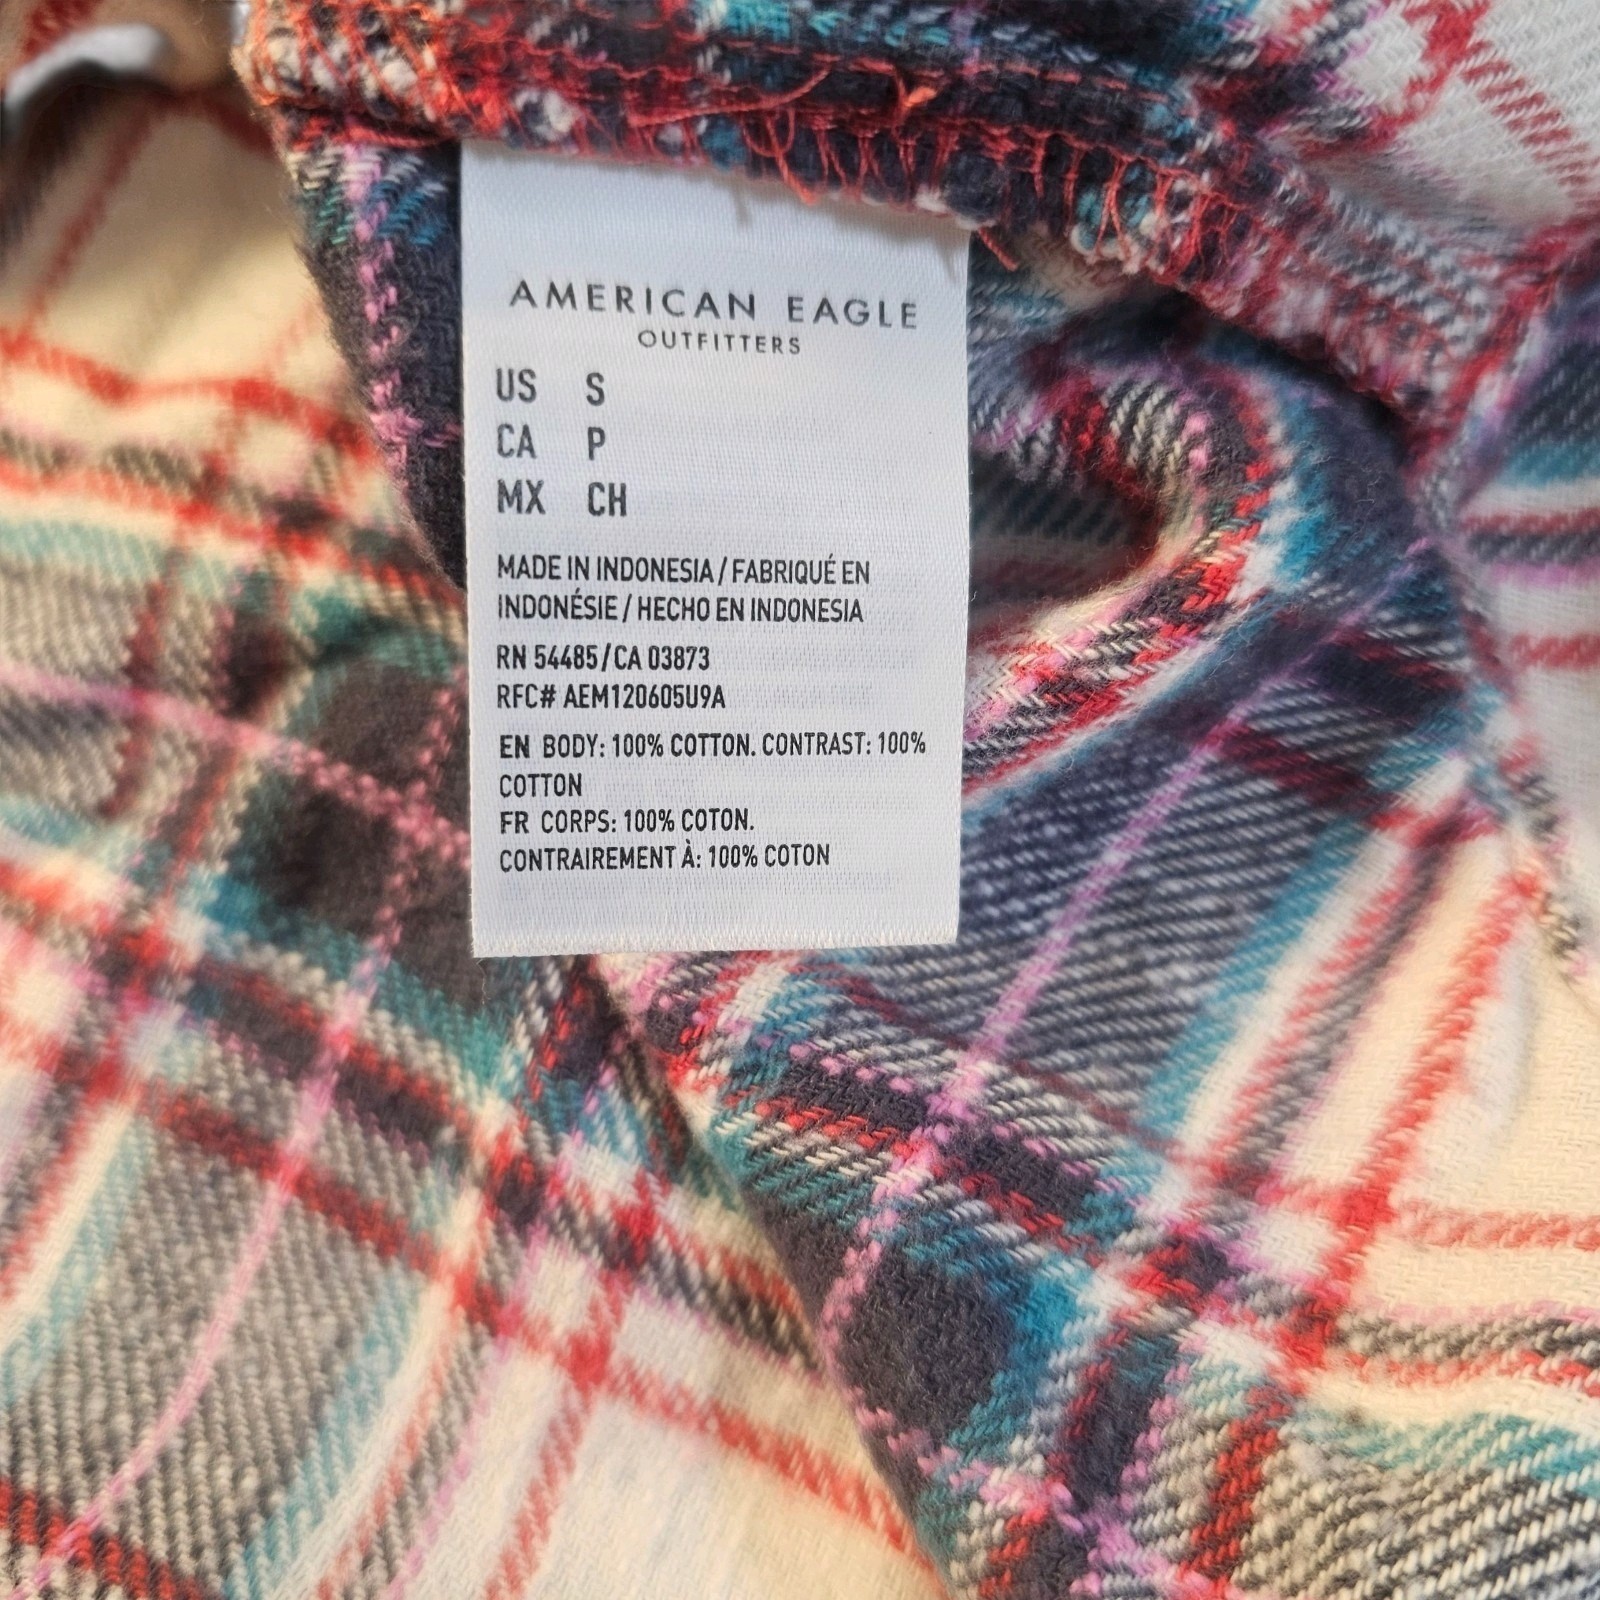 AMERICAN EAGLE
OUTFITTERS
US S
CA P
MX CH
MADE IN INDONESIA / FABRIQUÉ EN
INDONÉSIE / HECHO EN INDONESIA
RN 54485/CA 03873
RFC# AEM120605U9A
EN BODY: 100% COTTON. CONTRAST: 100%
COTTON
FR CORPS: 100% COTON.
CONTRAIREMENT À: 100% COTON